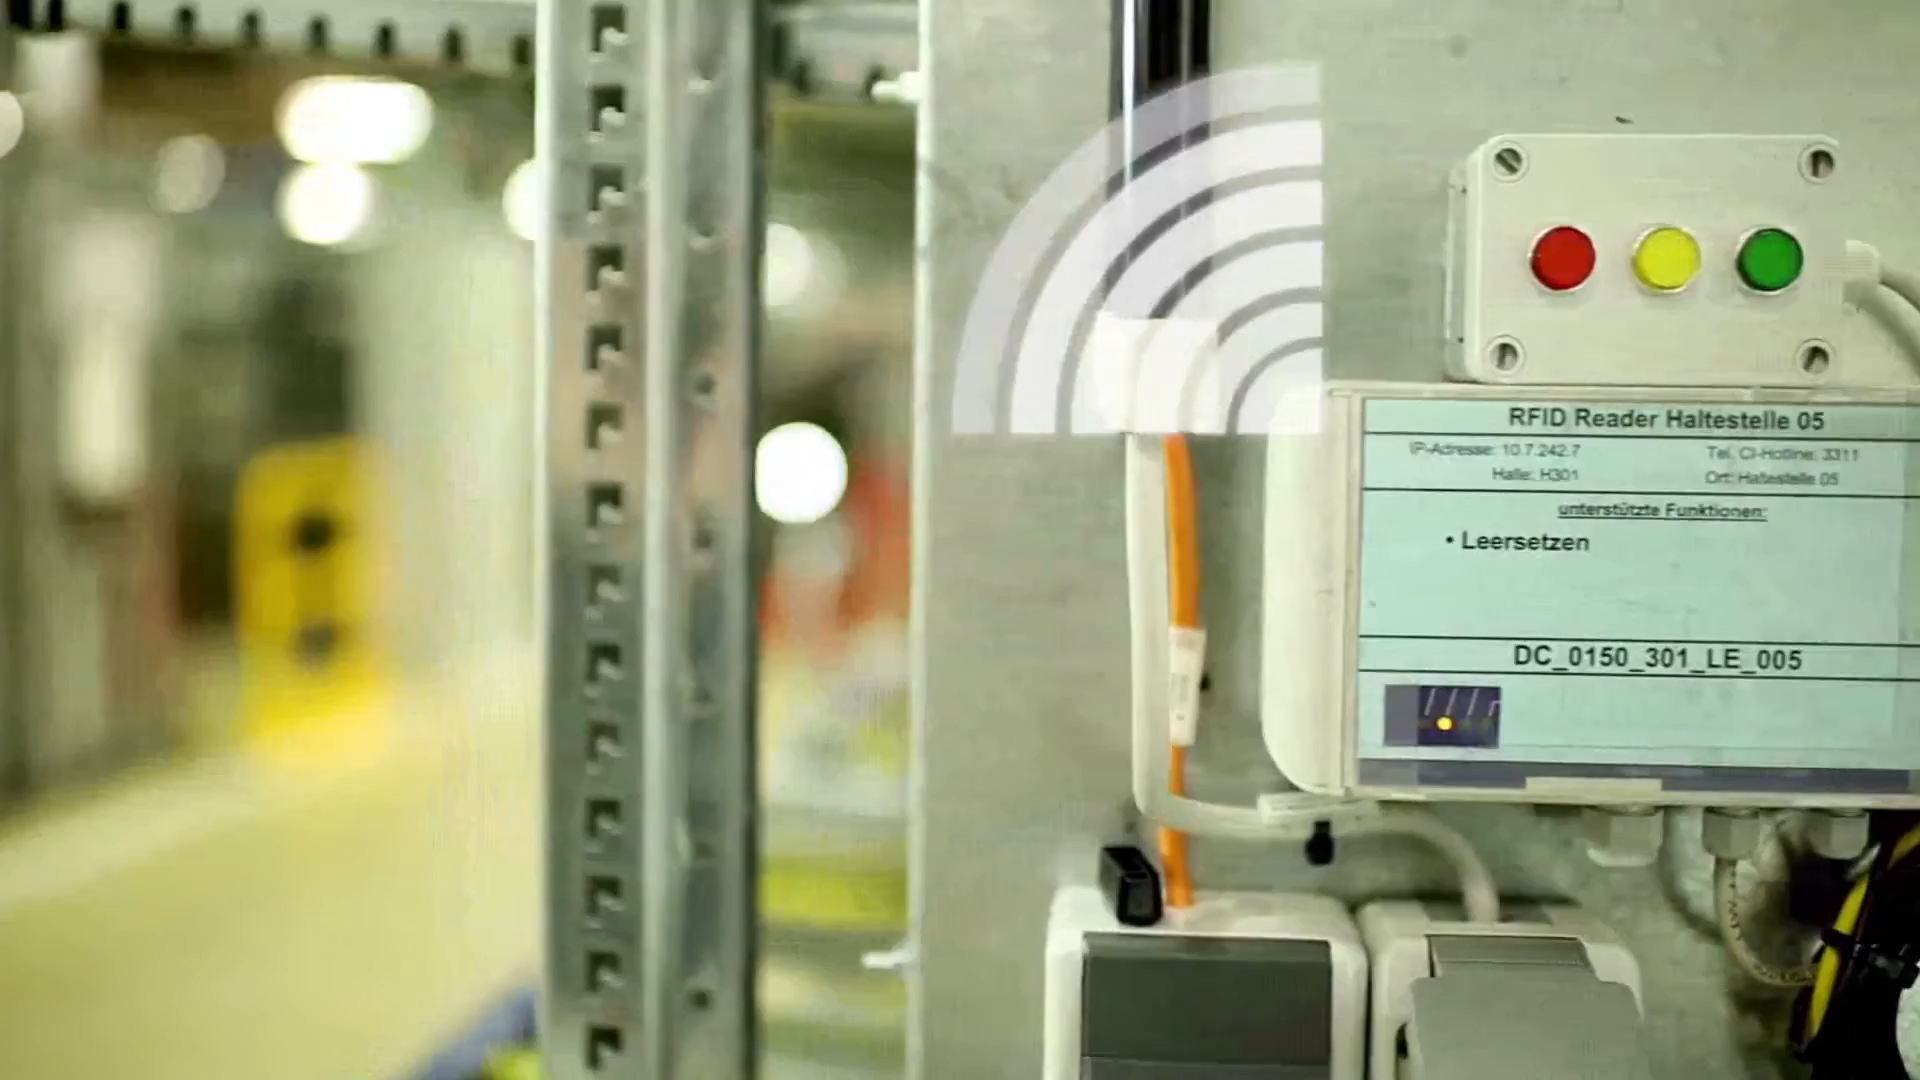 RFID Reader Haltestelle 05
IP-Adresse: 10.7.242.7 Tel. CI-Hotline: 3311
Halle: H301 Ort: Haltestelle 05
unterstützte Funktionen:
• Leersetzen
DC_0150_301_LE_005